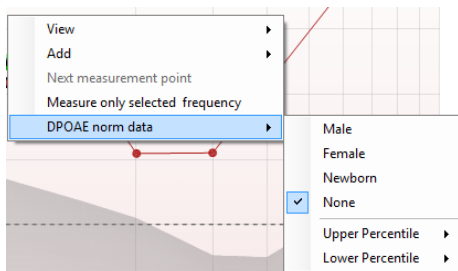 View
Add
Next measurement point
Measure only selected frequency
DPOAE norm data
Male
Female
Newborn
None
Upper Percentile
Lower Percentile